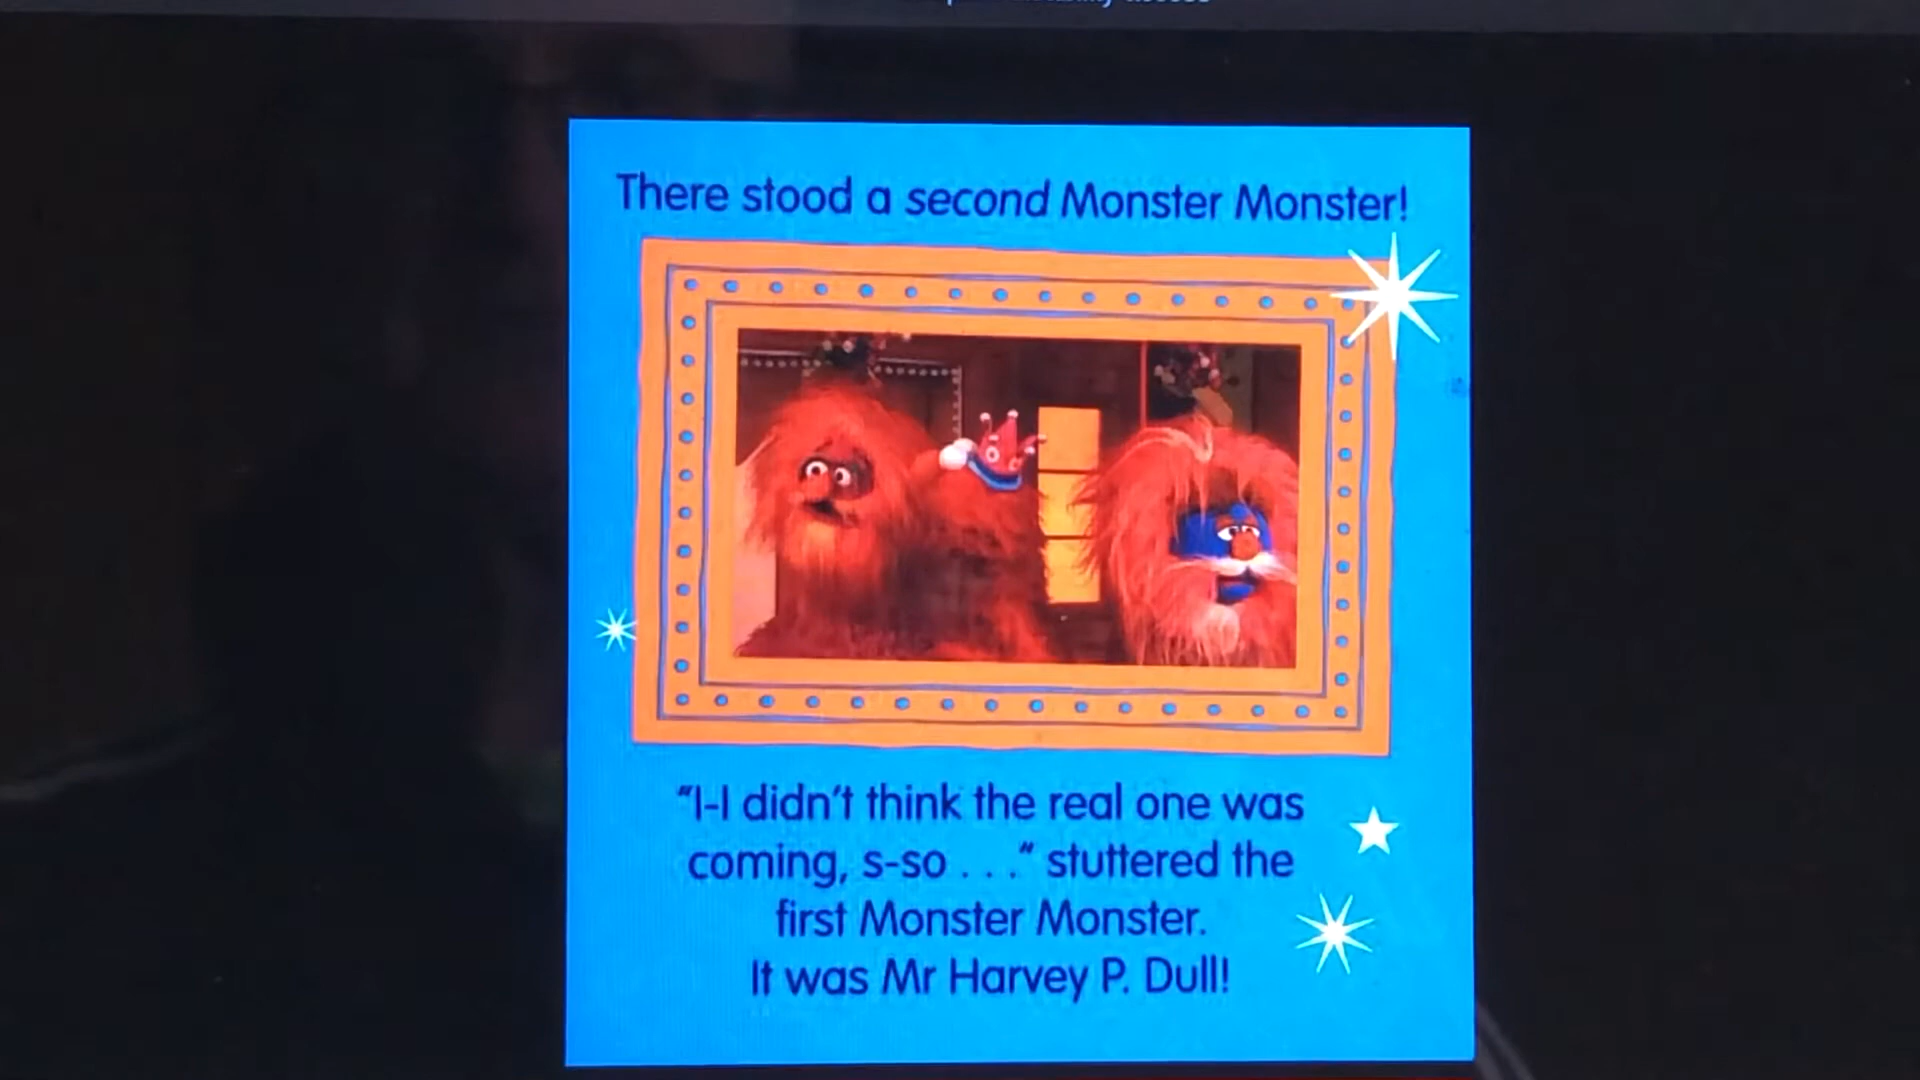 There stood a second Monster Monster!
"I-I didn't think the real one was
coming, s-so . . ." stuttered the
first Monster Monster.
It was Mr Harvey P. Dull!